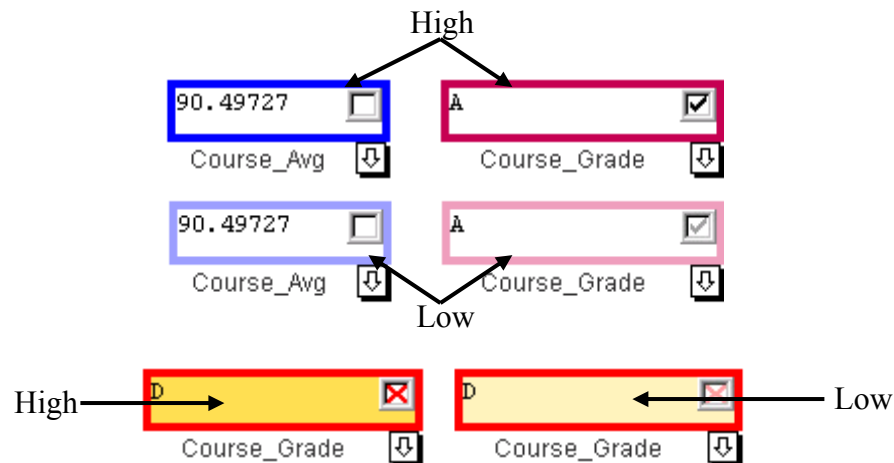 High
90.49727 A
Course_Avg Course_Grade
90.49727 A
Course_Avg Course_Grade
Low
High D D Low
Course_Grade Course_Grade